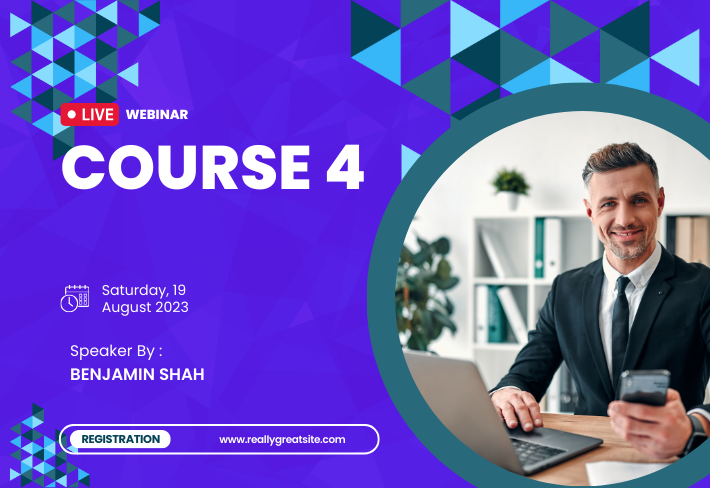 LIVE WEBINAR
COURSE 4
Saturday, 19
August 2023
Speaker By :
BENJAMIN SHAH
REGISTRATION www.reallygreatsite.com